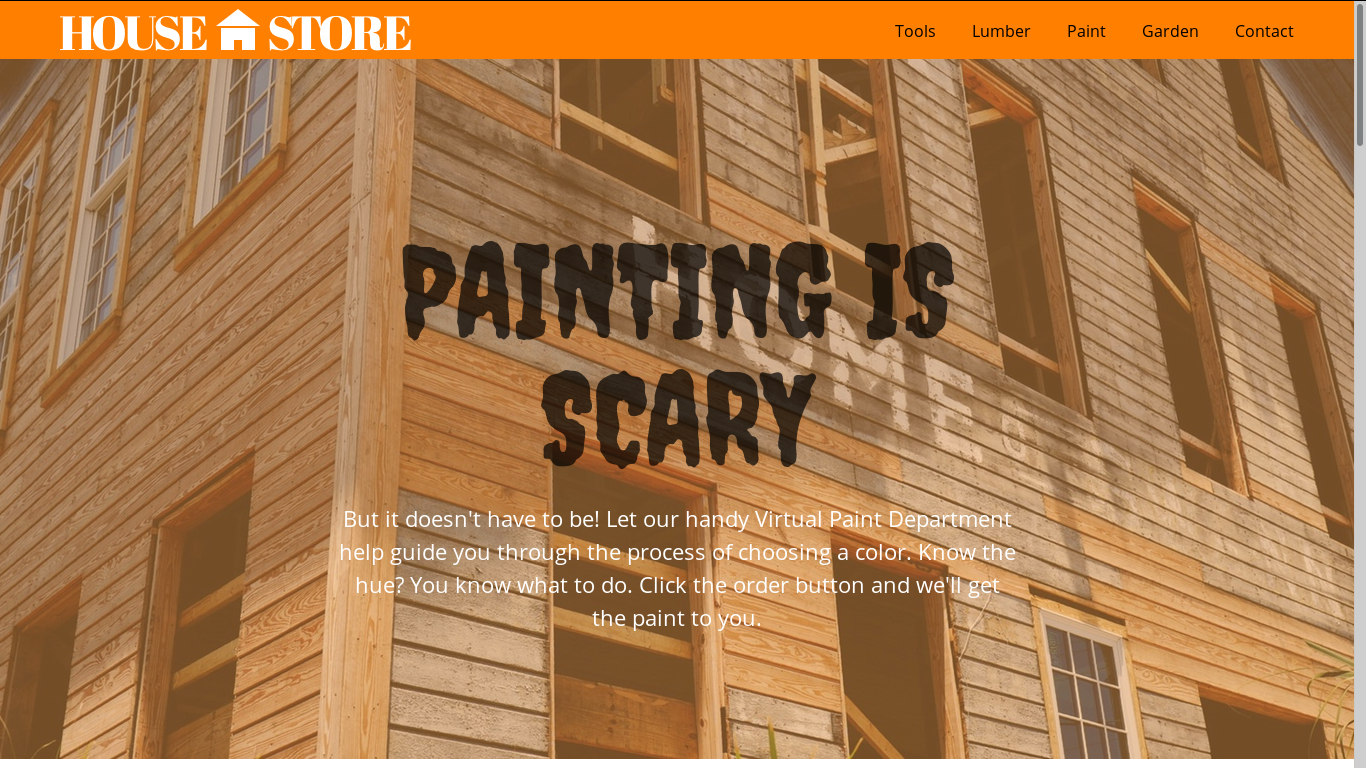 HOUSE STORE
Tools Lumber Paint Garden Contact
PAINTING IS
SCARY
But it doesn't have to be! Let our handy Virtual Paint Department
help guide you through the process of choosing a color. Know the
hue? You know what to do. Click the order button and we'll get
the paint to you.